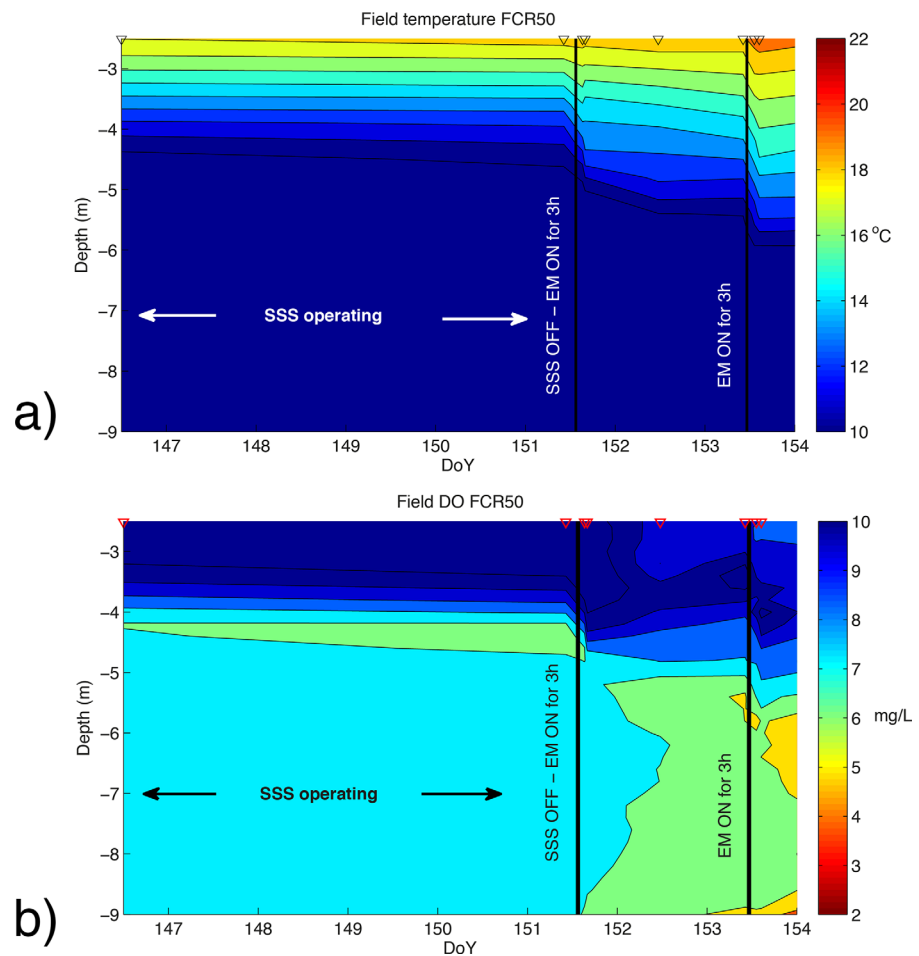 Field temperature FCR50
−3
−4
−5
−6
−7
−8
−9
Depth (m)
SSS operating
SSS OFF − EM ON for 3h
EM ON for 3h
147
148
149
150
151
152
153
154
DoY
22
20
18
16
14
12
10
°C
a)
Field DO FCR50
−3
−4
−5
−6
−7
−8
−9
Depth (m)
SSS operating
SSS OFF − EM ON for 3h
EM ON for 3h
147
148
149
150
151
152
153
154
DoY
10
9
8
7
6
5
4
3
2
mg/L
b)